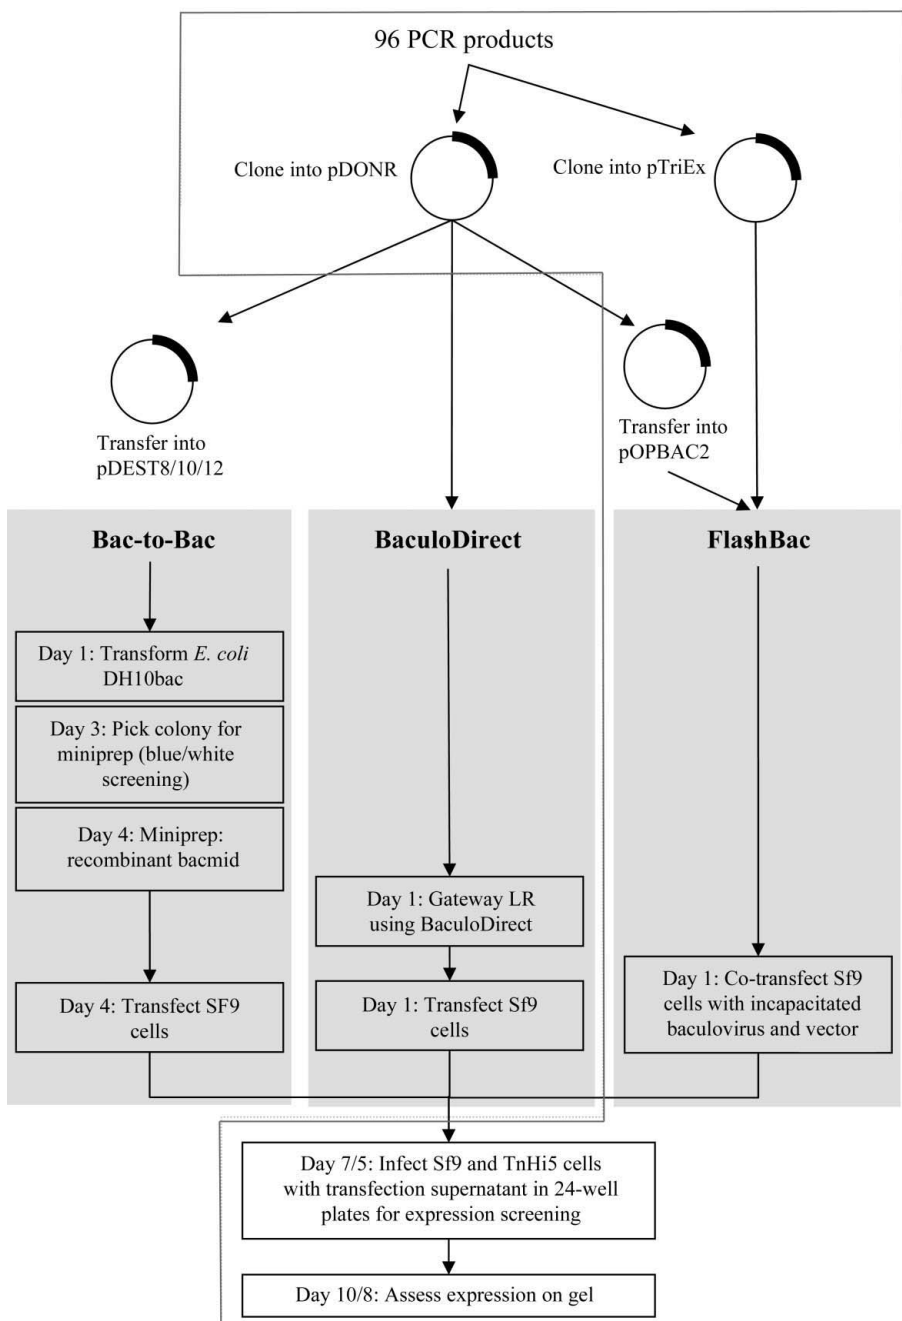 96 PCR products
Clone into pDONR
Clone into pTriEx
Transfer into
pDEST8/10/12
Transfer into
pOPBAC2
Bac-to-Bac
Day 1: Transform E. coli
DH10bac
Day 3: Pick colony for
miniprep (blue/white
screening)
Day 4: Miniprep:
recombinant bacmid
Day 4: Transfect SF9
cells
BaculoDirect
Day 1: Gateway LR
using BaculoDirect
Day 1: Transfect Sf9
cells
FlashBac
Day 1: Co-transfect Sf9
cells with incapacitated
baculovirus and vector
Day 7/5: Infect Sf9 and TnHi5 cells
with transfection supernatant in 24-well
plates for expression screening
Day 10/8: Assess expression on gel